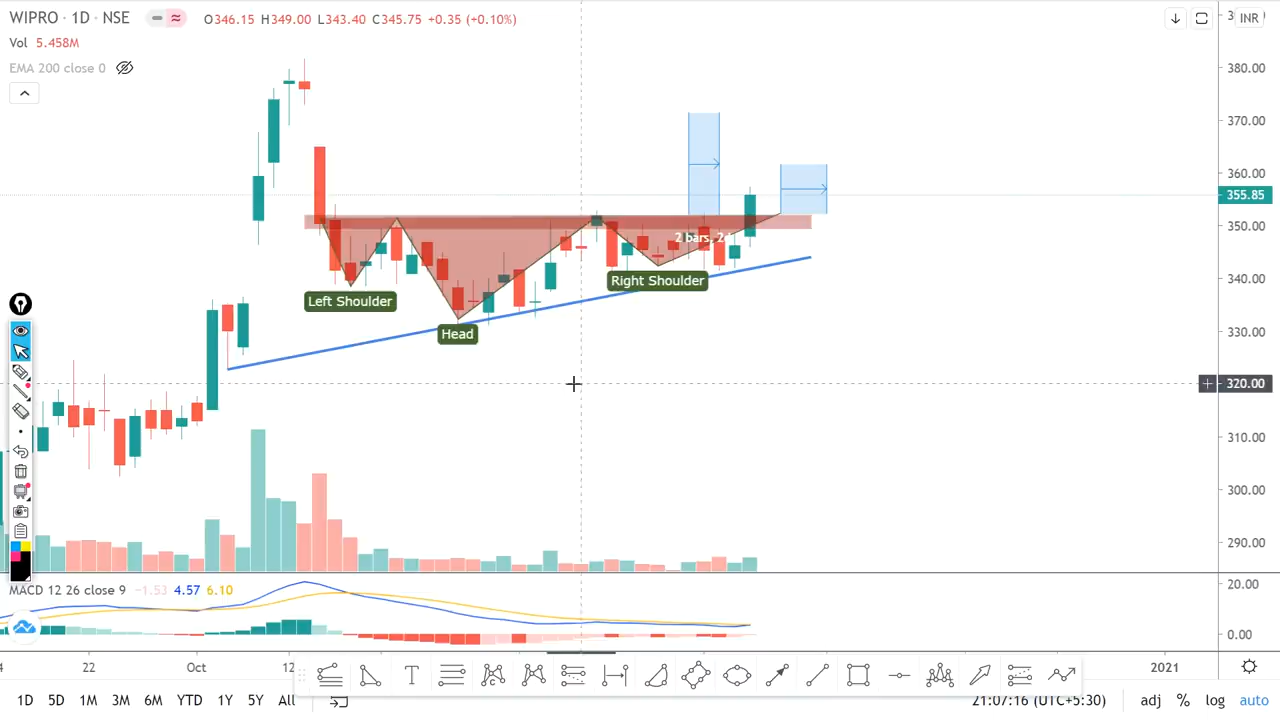 WIPRO · 1D · NSE O346.15 H349.00 L343.40 C345.75 +0.35 (+0.10%)
INR
Vol 5.458M
EMA 200 close 0
380.00
370.00
360.00
355.85
350.00
340.00
330.00
320.00
310.00
300.00
290.00
2 bars, 2d
Left Shoulder
Right Shoulder
Head
MACD 12 26 close 9 −1.53 4.57 6.10
20.00
0.00
22 Oct 12 2021
1D 5D 1M 3M 6M YTD 1Y 5Y All 21:07:16 (UTC+5:30) adj % log auto